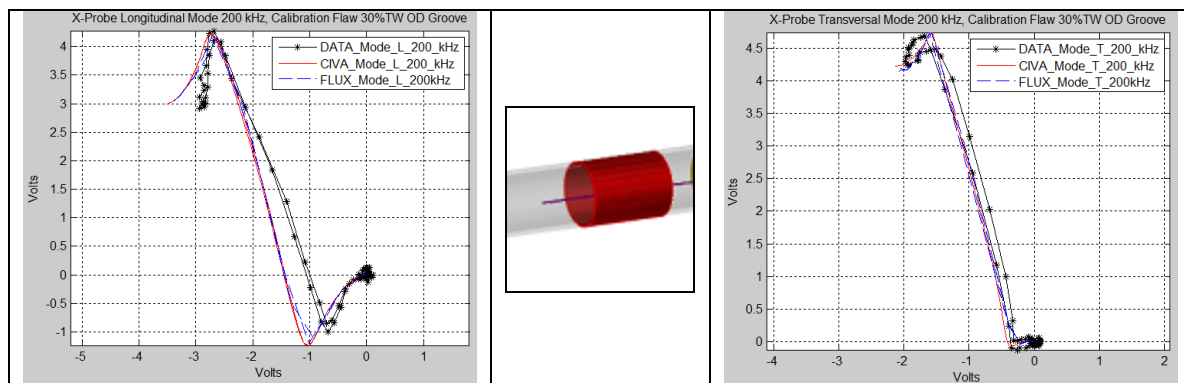 X-Probe Longitudinal Mode 200 kHz, Calibration Flaw 30%TW OD Groove
DATA_Mode_L_200_kHz
CIVA_Mode_L_200_kHz
FLUX_Mode_L_200kHz
4
3.5
3
2.5
2
1.5
1
0.5
0
-0.5
-1
Volts
-5 -4 -3 -2 -1 0 1
Volts
X-Probe Transversal Mode 200 kHz, Calibration Flaw 30%TW OD Groove
DATA_Mode_T_200_kHz
CIVA_Mode_T_200_kHz
FLUX_Mode_T_200kHz
4.5
4
3.5
3
2.5
2
1.5
1
0.5
0
Volts
-4 -3 -2 -1 0 1 2
Volts